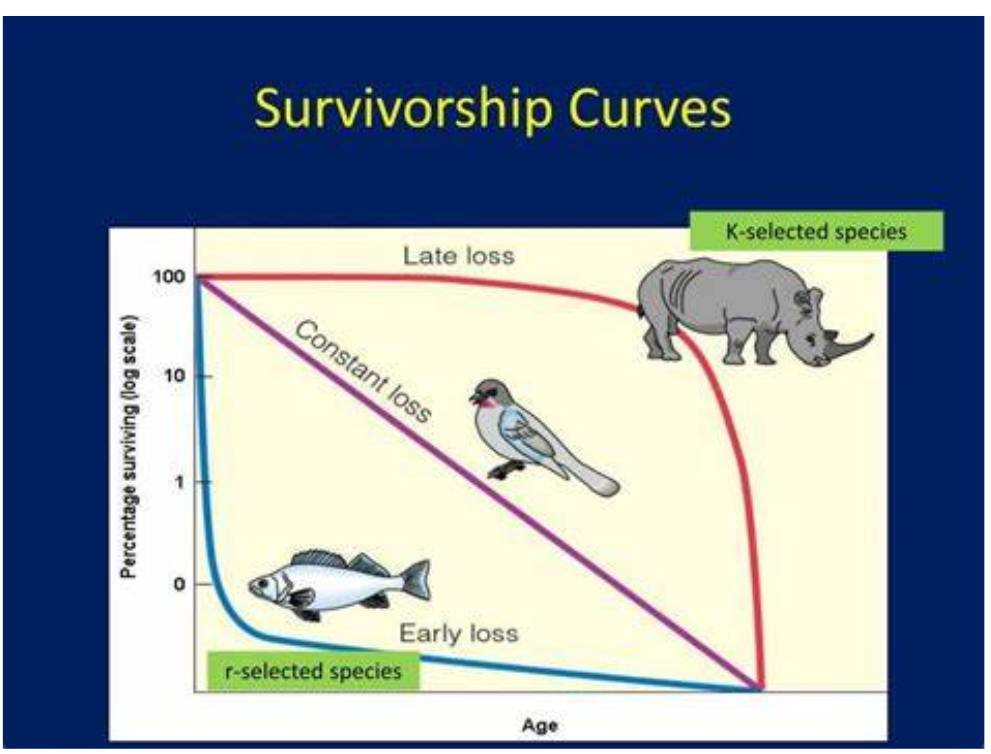 Survivorship Curves
K-selected species
Late loss
100
Constant loss
10
Percentage surviving (log scale)
1
0
Early loss
r-selected species
Age